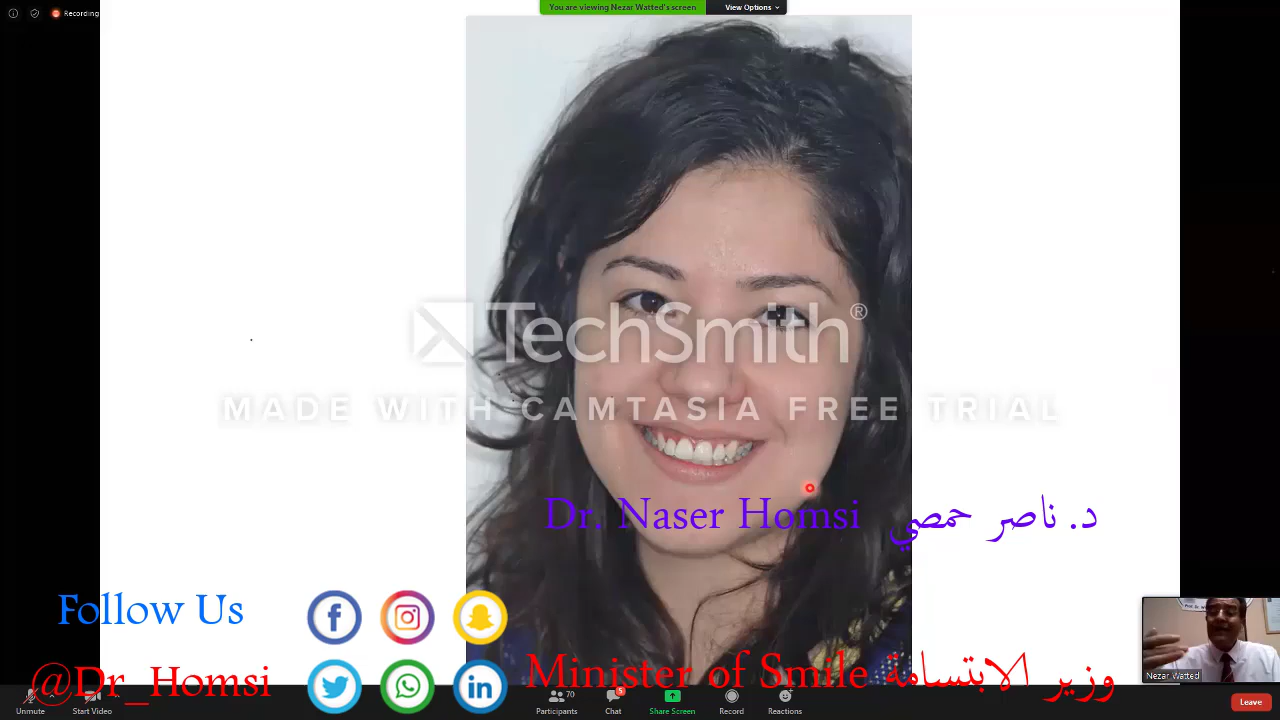 Recording
You are viewing Nezar Watted's screen
View Options
TechSmith®
MADE WITH CAMTASIA FREE TRIAL
Dr. Naser Homsi د. ناصر حمصي
Follow Us
@Dr_Homsi
Minister of Smile وزير الابتسامة
Nezar Watted
Unmute
Start Video
Participants
70
Chat
5
Share Screen
Record
Reactions
Leave